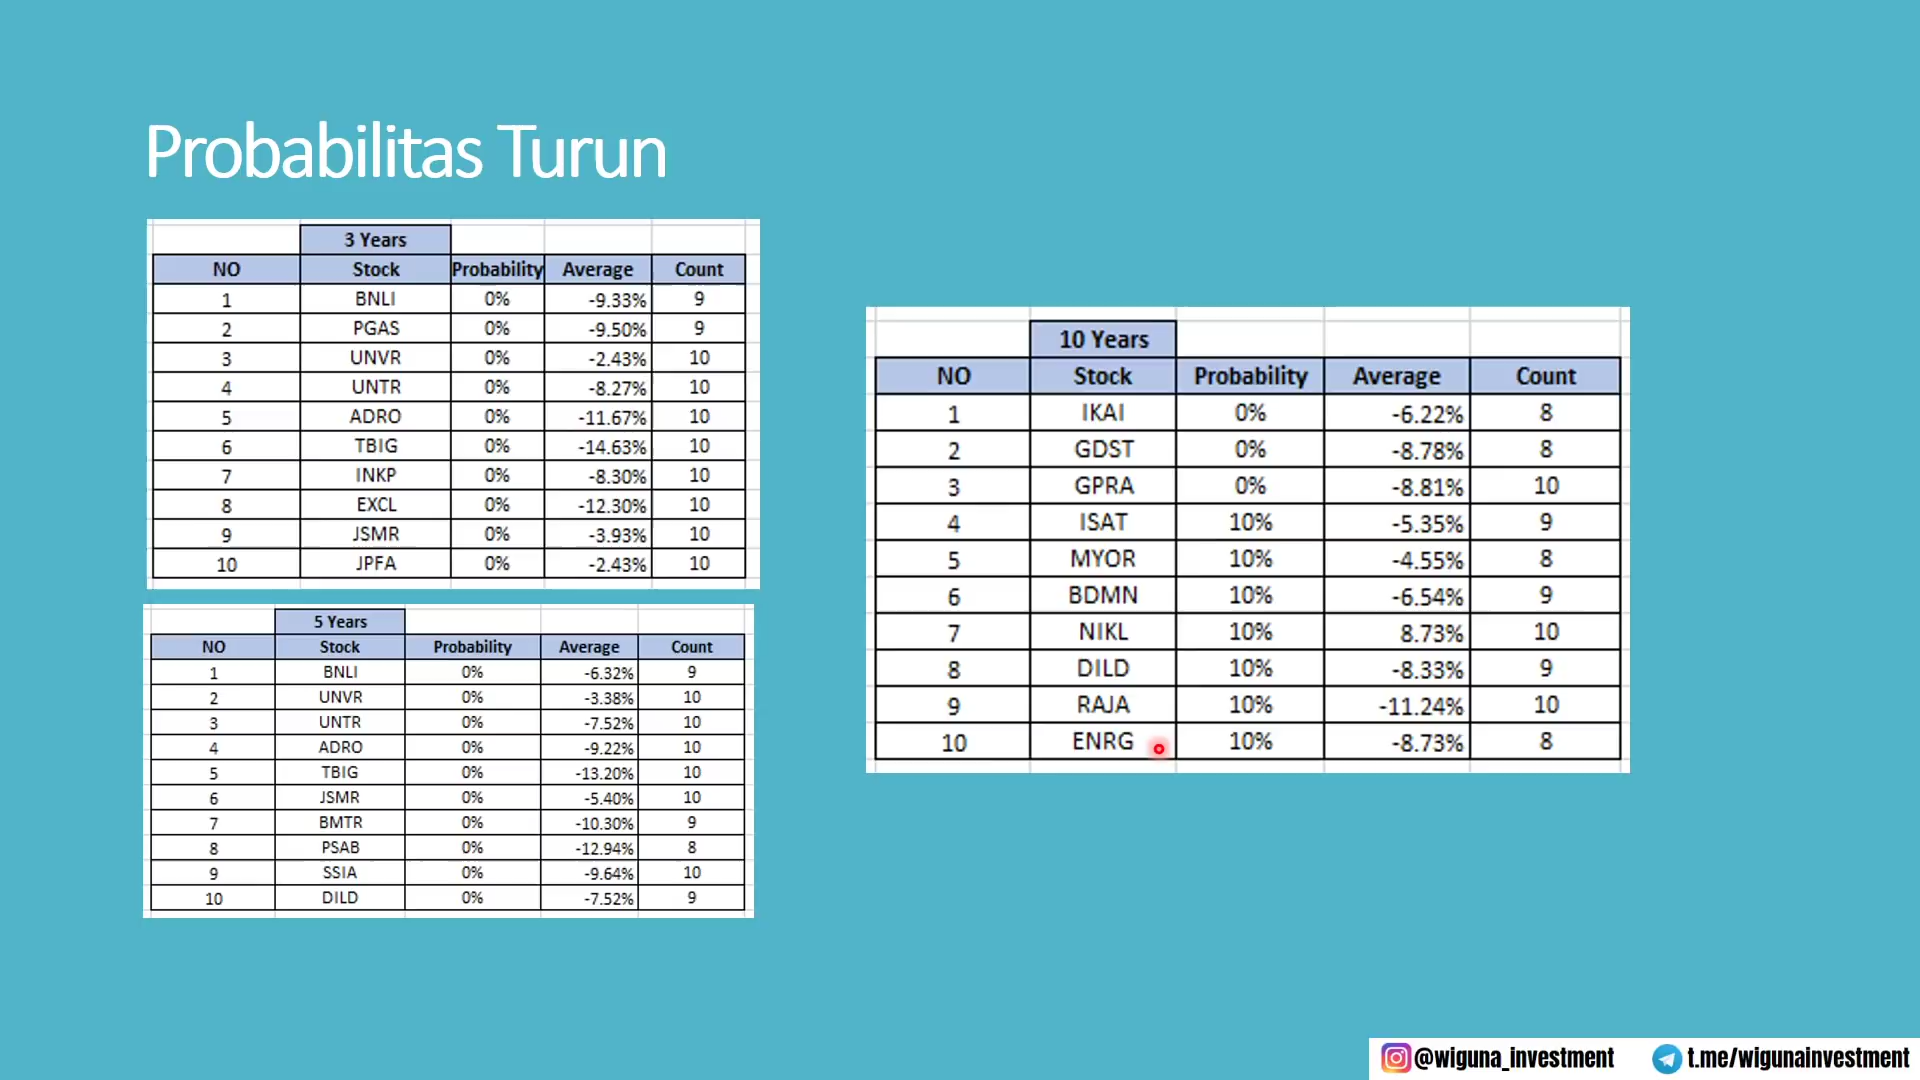 Probabilitas Turun
3 Years
NO Stock Probability Average Count
1 BNLI 0% -9.33% 9
2 PGAS 0% -9.50% 9
3 UNVR 0% -2.43% 10
4 UNTR 0% -8.27% 10
5 ADRO 0% -11.67% 10
6 TBIG 0% -14.63% 10
7 INKP 0% -8.30% 10
8 EXCL 0% -12.30% 10
9 JSMR 0% -3.93% 10
10 JPFA 0% -2.43% 10
5 Years
NO Stock Probability Average Count
1 BNLI 0% -6.32% 9
2 UNVR 0% -3.38% 10
3 UNTR 0% -7.52% 10
4 ADRO 0% -9.22% 10
5 TBIG 0% -13.20% 10
6 JSMR 0% -5.40% 10
7 BMTR 0% -10.30% 9
8 PSAB 0% -12.94% 8
9 SSIA 0% -9.64% 10
10 DILD 0% -7.52% 9
10 Years
NO Stock Probability Average Count
1 IKAI 0% -6.22% 8
2 GDST 0% -8.78% 8
3 GPRA 0% -8.81% 10
4 ISAT 10% -5.35% 9
5 MYOR 10% -4.55% 8
6 BDMN 10% -6.54% 9
7 NIKL 10% 8.73% 10
8 DILD 10% -8.33% 9
9 RAJA 10% -11.24% 10
10 ENRG 10% -8.73% 8
@wiguna_investment t.me/wigunainvestment